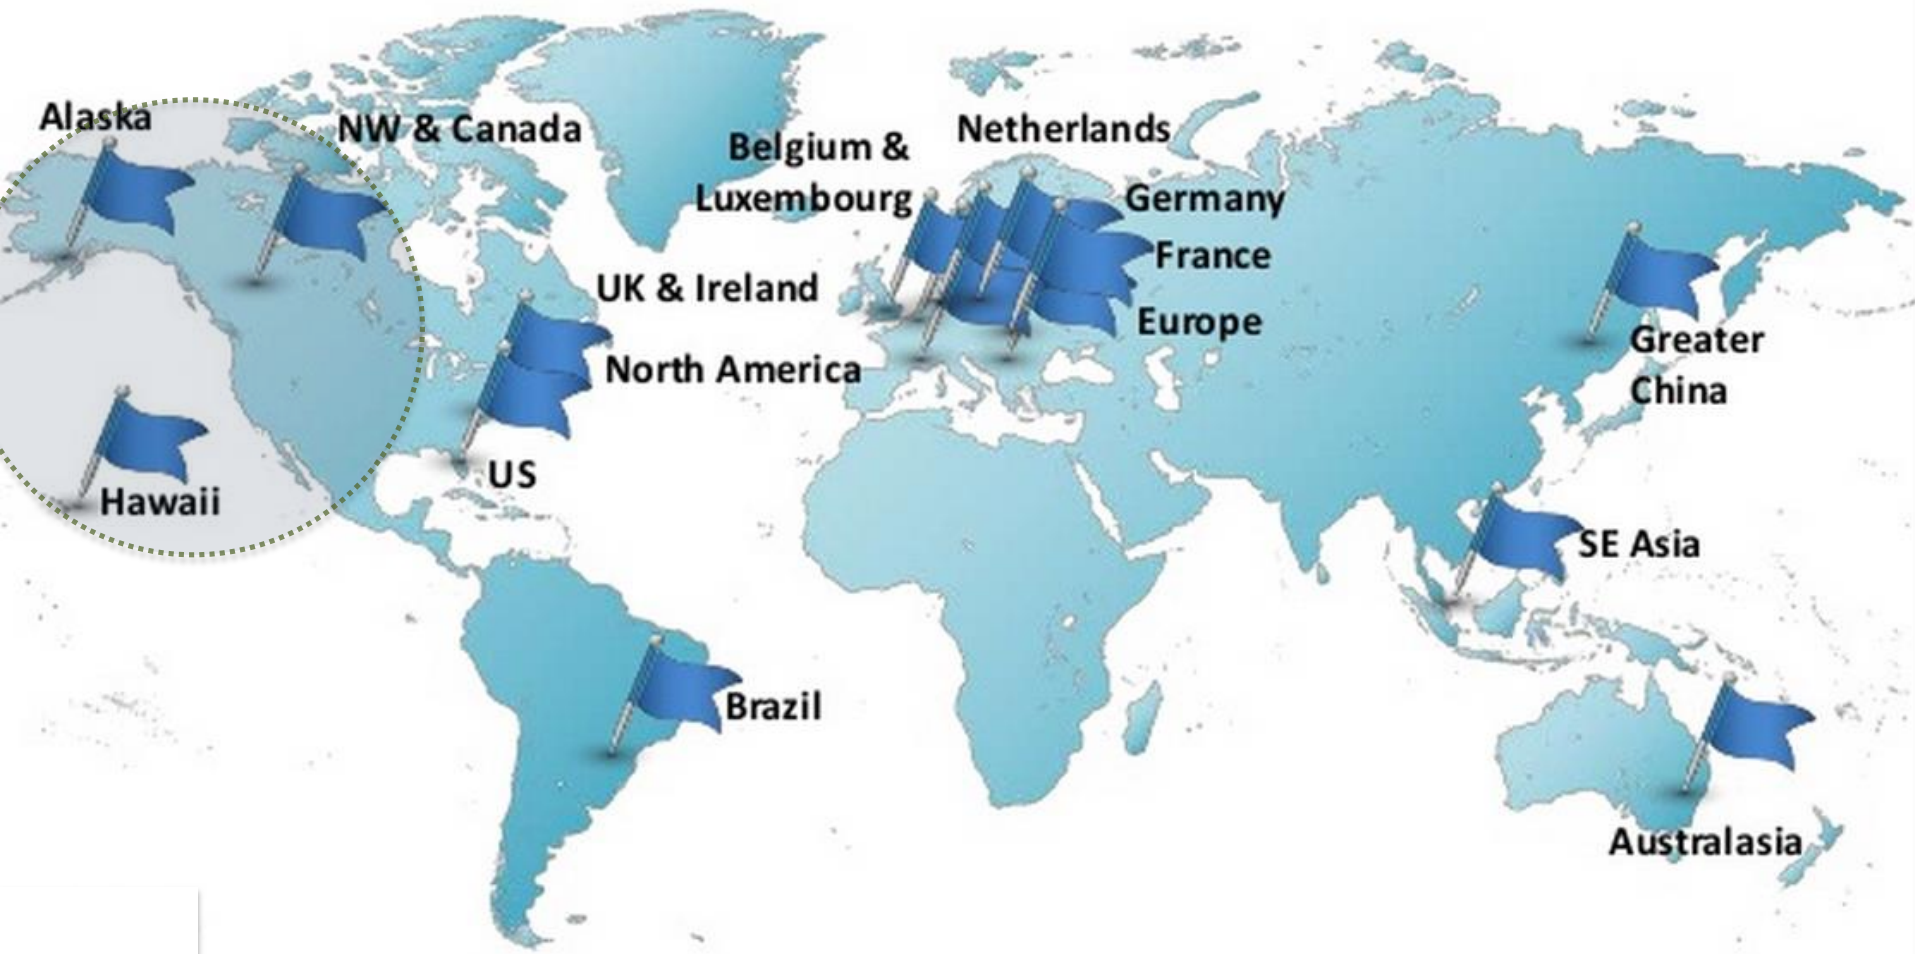 Alaska
NW & Canada
Belgium &
Luxembourg
Netherlands
Germany
France
UK & Ireland
Europe
North America
Greater
China
US
Hawaii
SE Asia
Brazil
Australasia